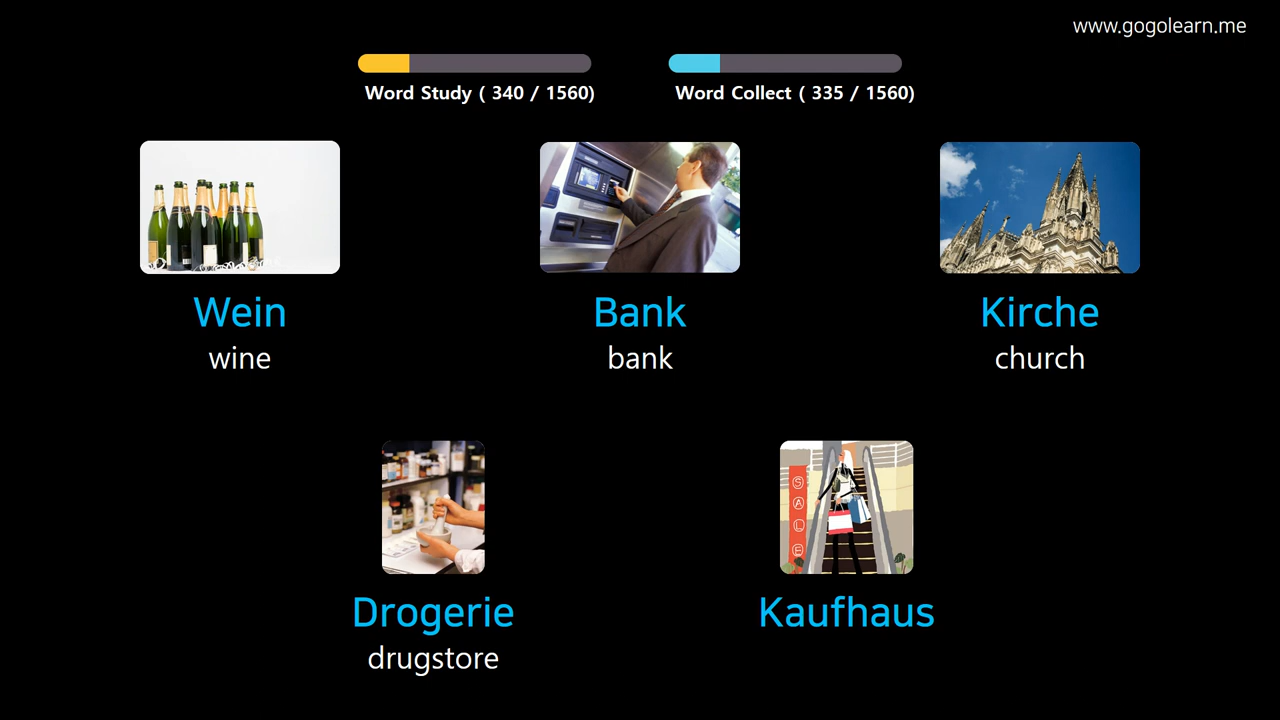 www.gogolearn.me
Word Study ( 340 / 1560)
Word Collect ( 335 / 1560)
Wein
wine
Bank
bank
Kirche
church
Drogerie
drugstore
SALE
Kaufhaus